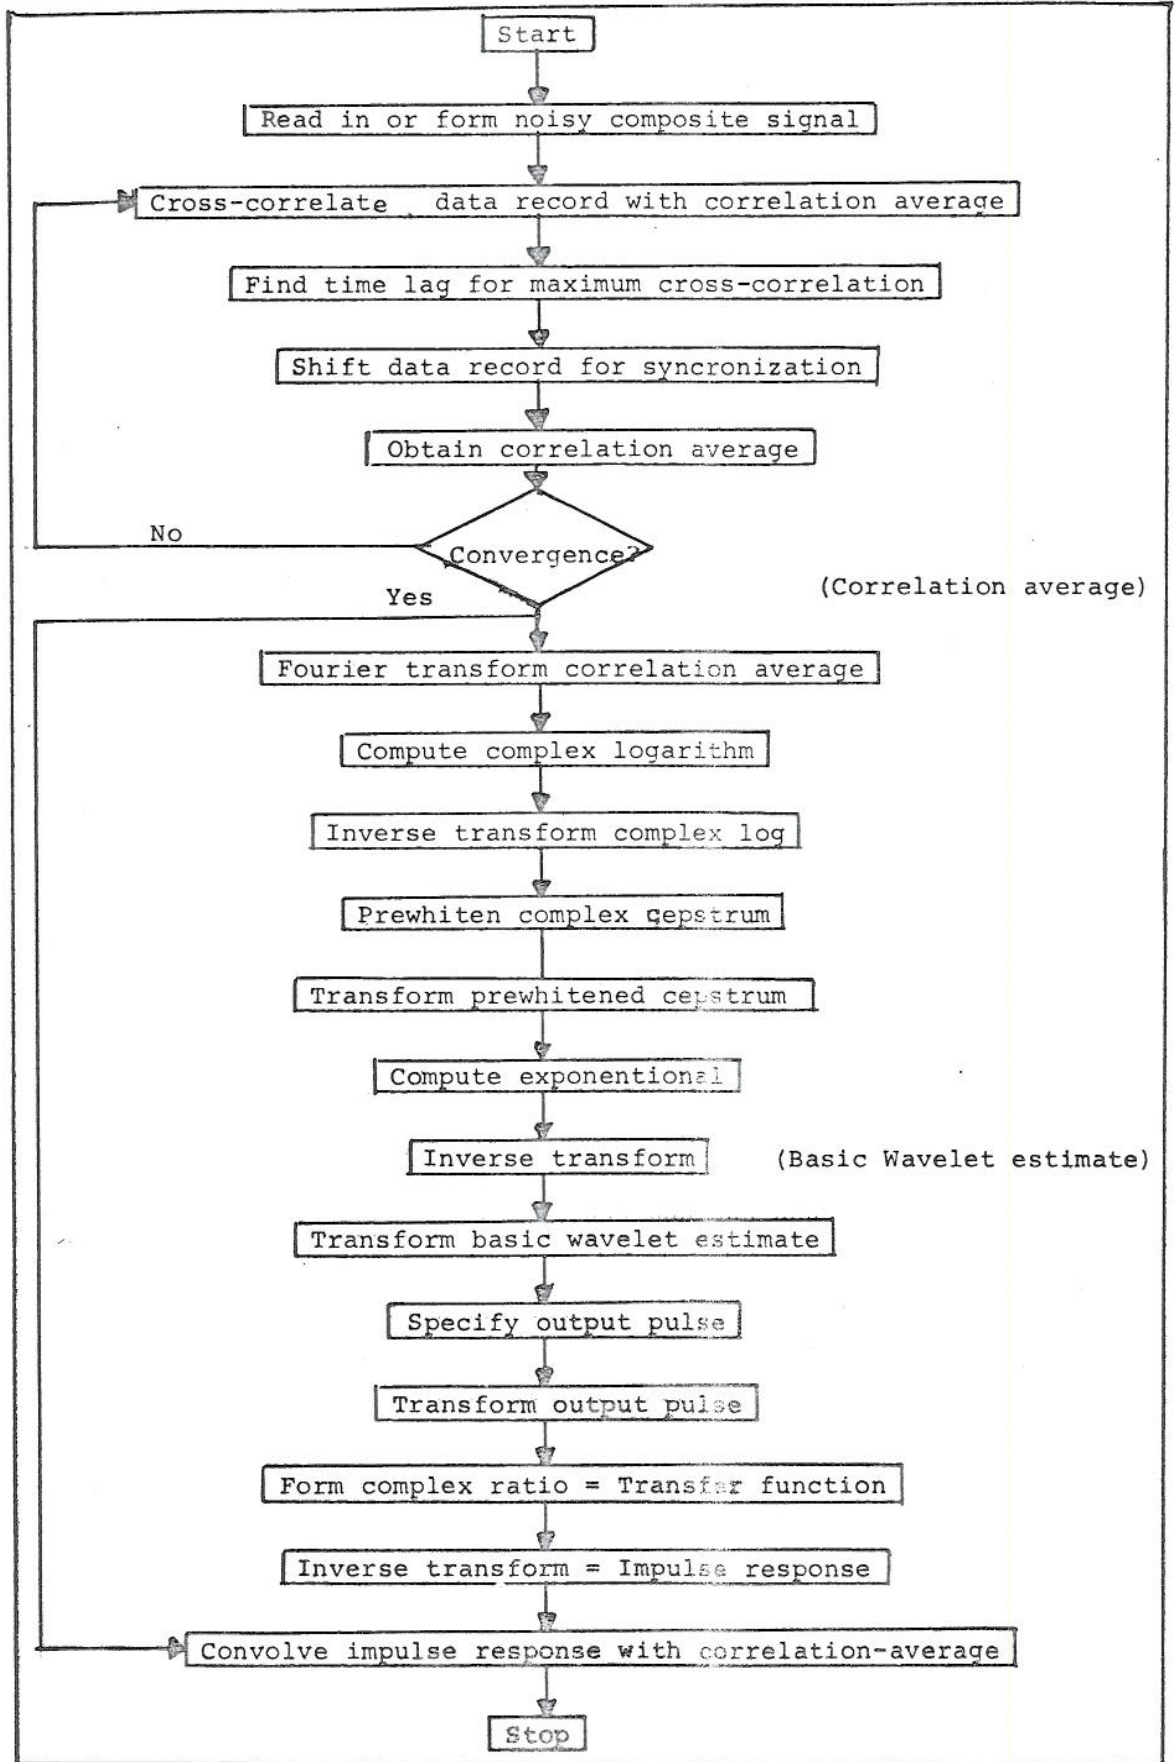 Start
Read in or form noisy composite signal
Cross-correlate data record with correlation average
Find time lag for maximum cross-correlation
Shift data record for syncronization
Obtain correlation average
No
Convergence?
(Correlation average)
Yes
Fourier transform correlation average
Compute complex logarithm
Inverse transform complex log
Prewhiten complex cepstrum
Transform prewhitened cepstrum
Compute exponentional
Inverse transform
(Basic Wavelet estimate)
Transform basic wavelet estimate
Specify output pulse
Transform output pulse
Form complex ratio = Transfer function
Inverse transform = Impulse response
Convolve impulse response with correlation-average
Stop